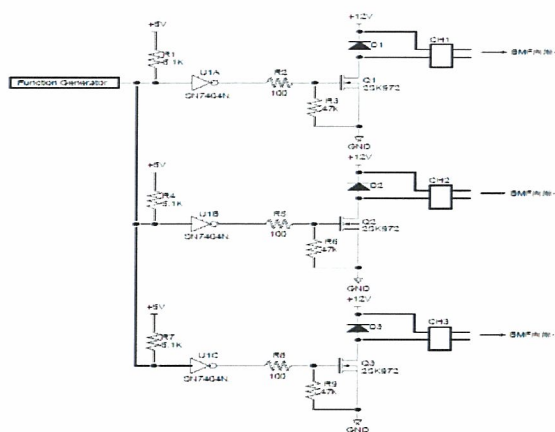 +5V
R1
5.1K
Function Generator
U1A
SN7404N
R2
100
R3
47K
+12V
D1
Q1
2SK972
GND
CH1
+5V
R4
5.1K
U1B
SN7404N
R5
100
R6
47K
+12V
D2
Q2
2SK972
GND
CH2
+5V
R7
5.1K
U1C
SN7404N
R8
100
R9
47K
+12V
D3
Q3
2SK972
GND
CH3